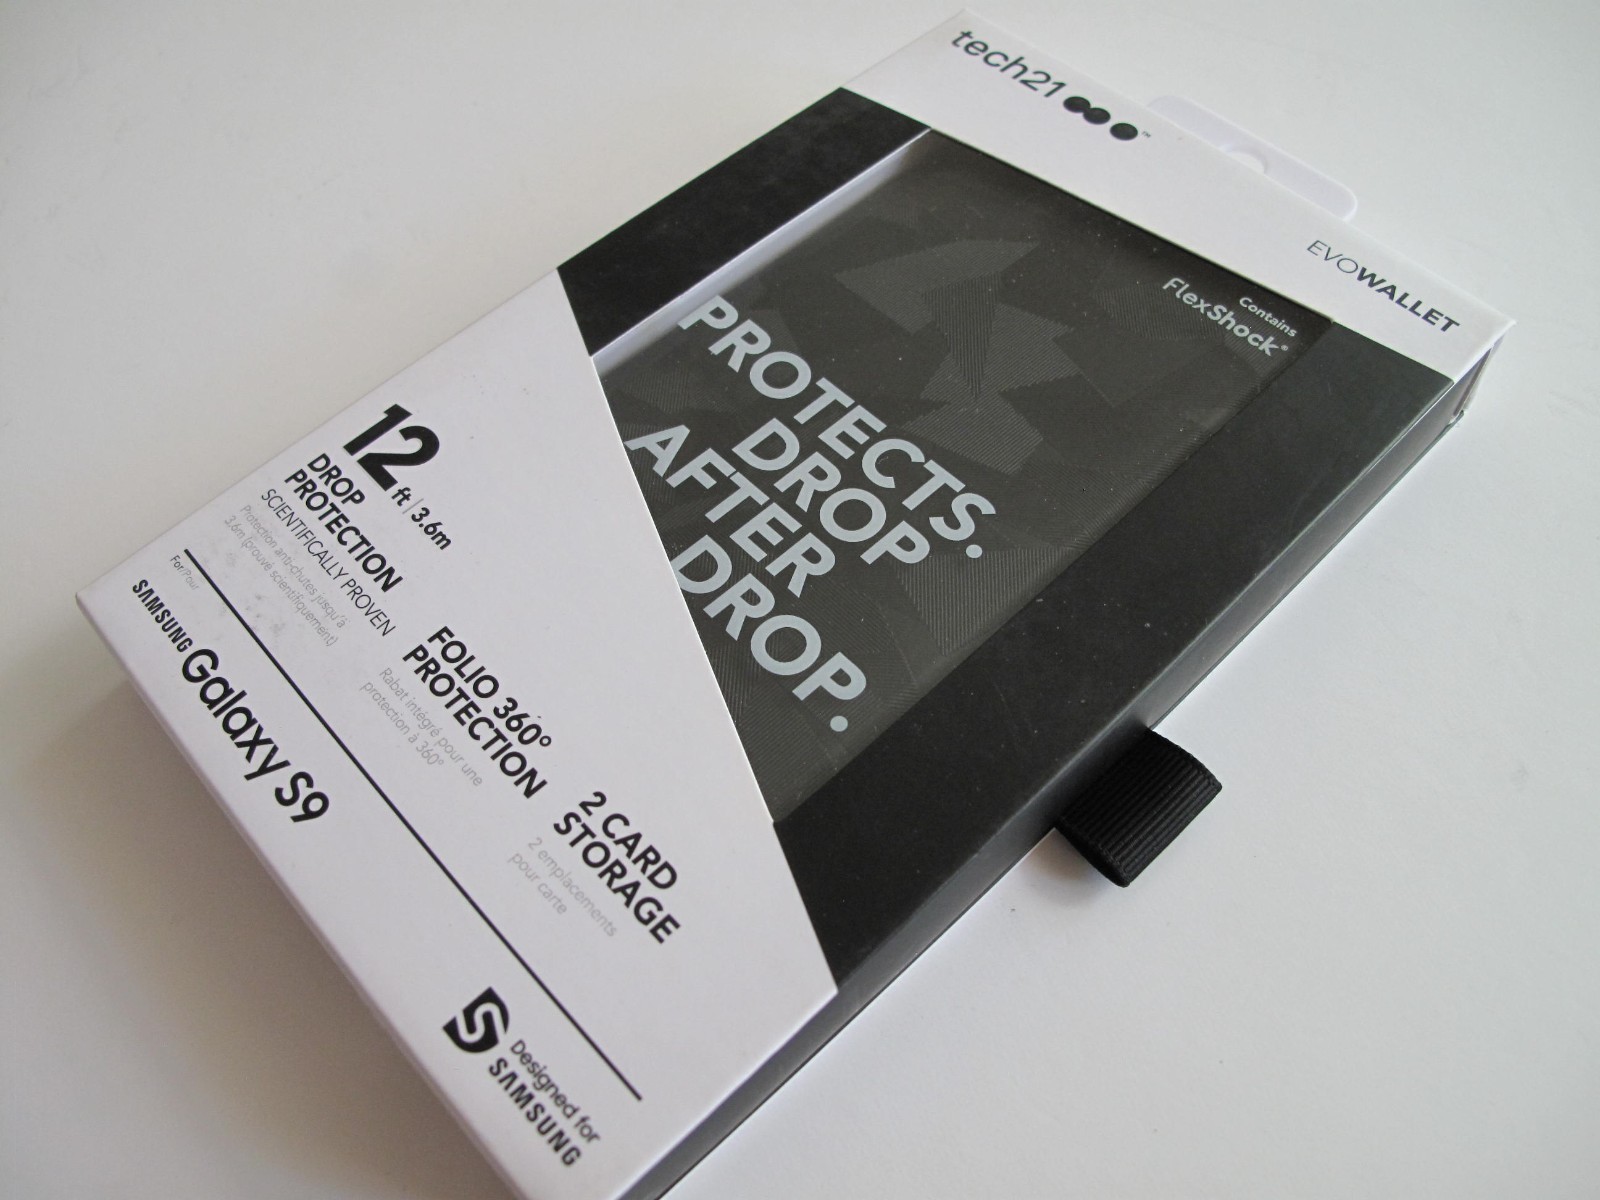 tech21
EVOWALLET
Contains
FlexShock®
PROTECTS.
DROP
AFTER
DROP.
12 ft | 3.6m
DROP
PROTECTION
SCIENTIFICALLY PROVEN
Protection anti-chutes jusqu'à
3.6m (prouvé scientifiquement)
FOLIO 360°
PROTECTION
Rabat intégré pour une
protection à 360°
2 CARD
STORAGE
2 emplacements
pour carte
For/Pour
SAMSUNG Galaxy S9
Designed for
SAMSUNG